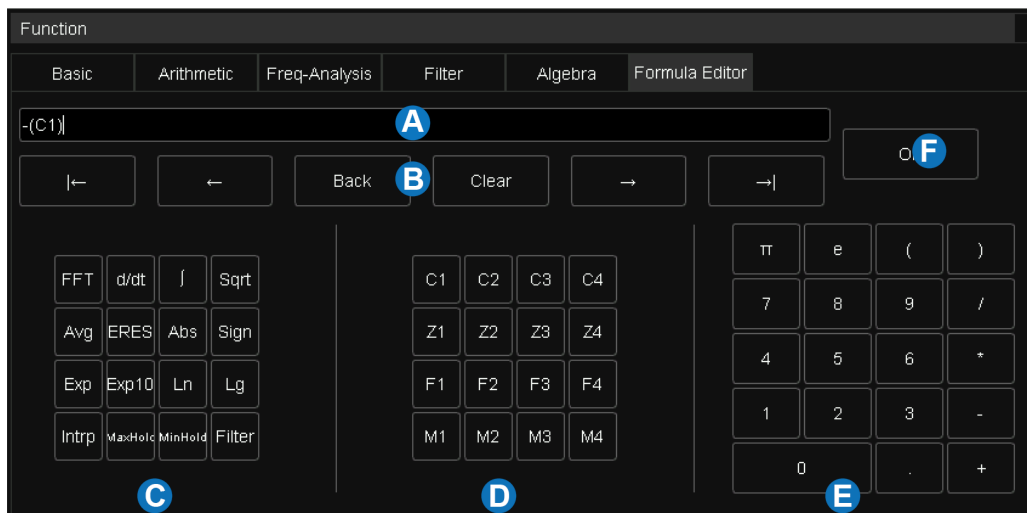 Function
Basic Arithmetic Freq-Analysis Filter Algebra Formula Editor
-(C1)
A
F
|← ← Back B Clear → →|
π e ( )
FFT d/dt ∫ Sqrt C1 C2 C3 C4
7 8 9 /
Avg ERES Abs Sign Z1 Z2 Z3 Z4
4 5 6 *
Exp Exp10 Ln Lg F1 F2 F3 F4
1 2 3 -
Intrp MaxHold MinHold Filter M1 M2 M3 M4
0 . +
C D E